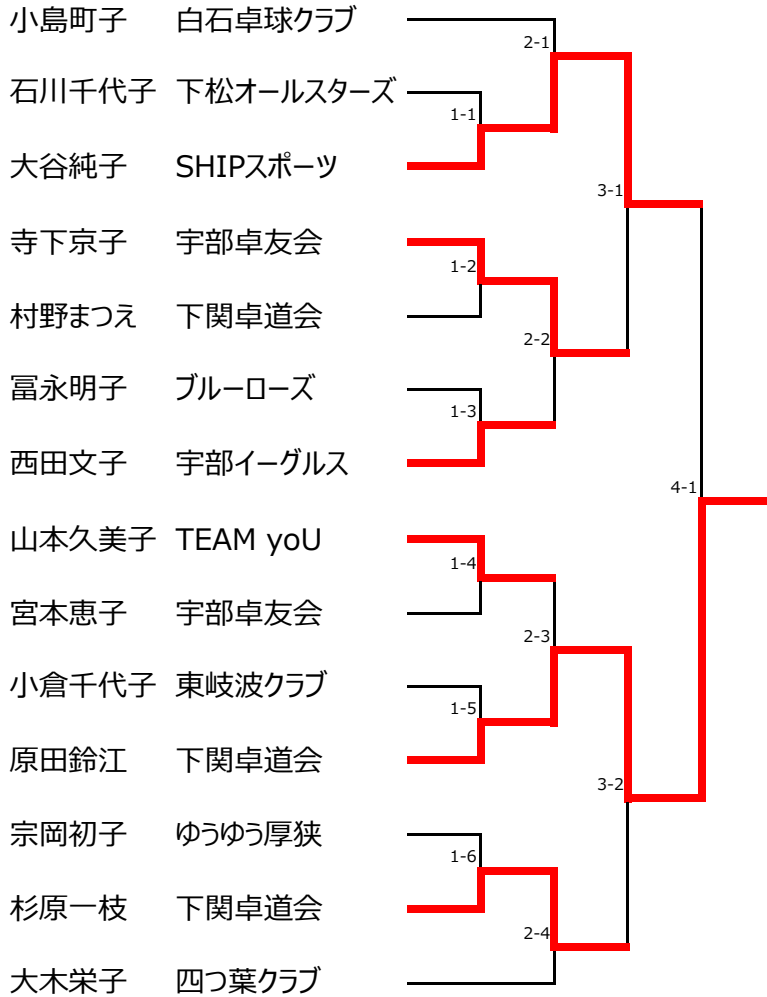 小島町子 白石卓球クラブ
2-1
石川千代子 下松オールスターズ
1-1
大谷純子 SHIPスポーツ
3-1
寺下京子 宇部卓友会
1-2
村野まつえ 下関卓道会
2-2
冨永明子 ブルーローズ
1-3
西田文子 宇部イーグルス
4-1
山本久美子 TEAM yoU
1-4
宮本恵子 宇部卓友会
2-3
小倉千代子 東岐波クラブ
1-5
原田鈴江 下関卓道会
3-2
宗岡初子 ゆうゆう厚狭
1-6
杉原一枝 下関卓道会
2-4
大木栄子 四つ葉クラブ